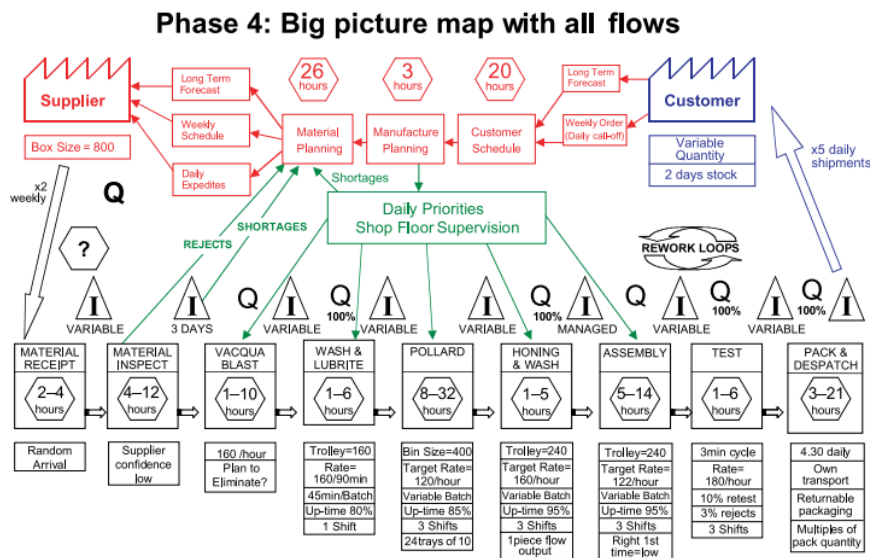 Phase 4: Big picture map with all flows
Supplier
Box Size = 800
Long Term
Forecast
Weekly
Schedule
Daily
Expedites
26
hours
3
hours
20
hours
Material
Planning
Manufacture
Planning
Customer
Schedule
Long Term
Forecast
Weekly Order
(Daily call-off)
Customer
Variable
Quantity
2 days stock
x5 daily
shipments
x2
weekly
Q
?
Shortages
REJECTS
SHORTAGES
Daily Priorities
Shop Floor Supervision
REWORK LOOPS
I
VARIABLE
I
3 DAYS
Q
I
VARIABLE
Q
100%
I
VARIABLE
I
VARIABLE
Q
100%
I
MANAGED
Q
I
VARIABLE
Q
100%
I
VARIABLE
Q
100%
I
MATERIAL
RECEIPT
2–4
hours
Random
Arrival
MATERIAL
INSPECT
4–12
hours
Supplier
confidence
low
VACQUA
BLAST
1–10
hours
160 /hour
Plan to
Eliminate?
WASH &
LUBRITE
1–6
hours
Trolley=160
Rate=
160/90min
45min/Batch
Up-time 80%
1 Shift
POLLARD
8–32
hours
Bin Size=400
Target Rate=
120/hour
Variable Batch
Up-time 85%
3 Shifts
24trays of 10
HONING
& WASH
1–5
hours
Trolley=240
Target Rate=
160/hour
Variable Batch
Up-time 95%
3 Shifts
1piece flow
output
ASSEMBLY
5–14
hours
Trolley=240
Target Rate=
122/hour
Variable Batch
Up-time 95%
3 Shifts
Right 1st
time=low
TEST
1–6
hours
3min cycle
Rate=
180/hour
10% retest
3% rejects
3 Shifts
PACK &
DESPATCH
3–21
hours
4.30 daily
Own
transport
Returnable
packaging
Multiples of
pack quantity